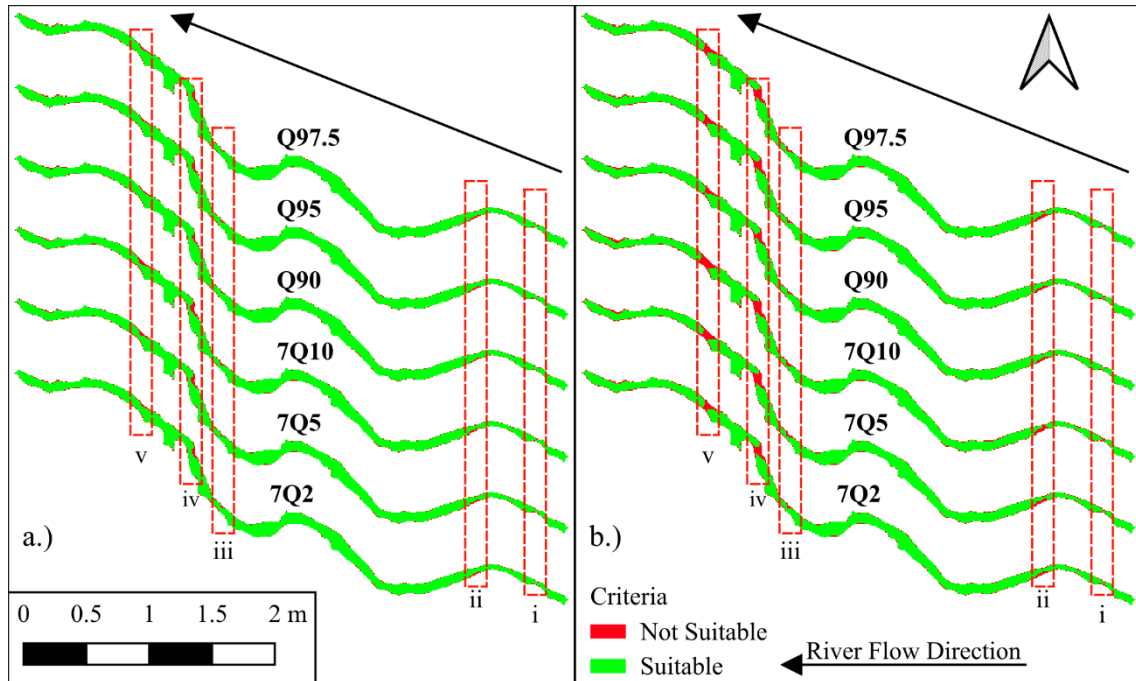 Q97.5
Q95
Q90
7Q10
7Q5
7Q2
v
iv
iii
ii
i
a.)
0 0.5 1 1.5 2 m
Q97.5
Q95
Q90
7Q10
7Q5
7Q2
v
iv
iii
ii
i
b.)
Criteria
Not Suitable
Suitable
River Flow Direction